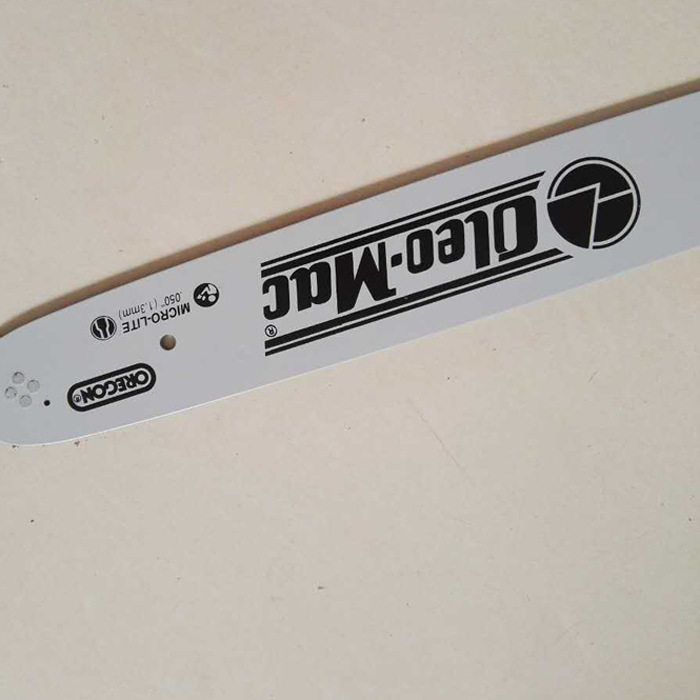 Oleo-Mac®
MICRO-LITE
.050" (1.3mm)
OREGON®